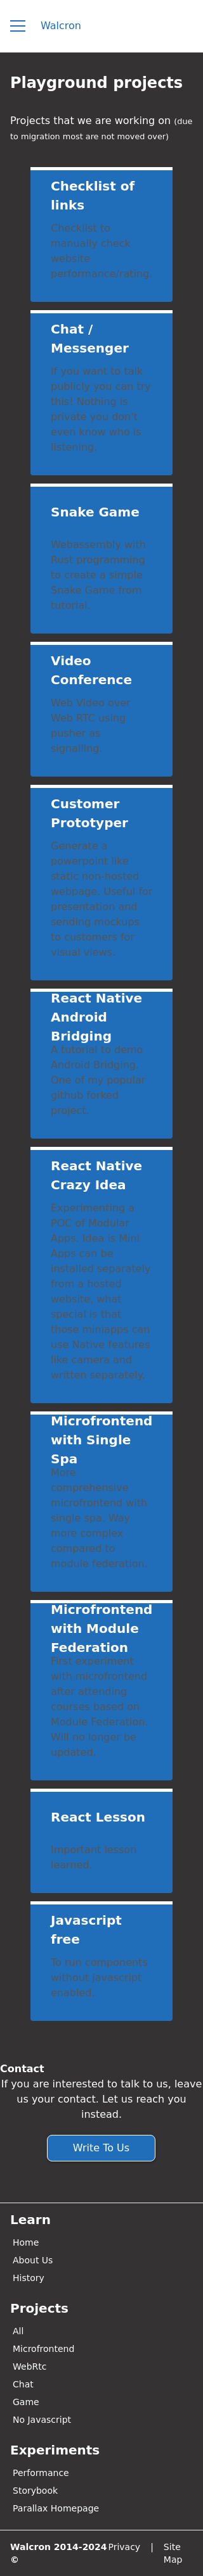 Walcron
Playground projects
Projects that we are working on (due
to migration most are not moved over)
Checklist of
links
Checklist to
manually check
website
performance/rating.
Chat /
Messenger
If you want to talk
publicly you can try
this! Nothing is
private you don't
even know who is
listening.
Snake Game
Webassembly with
Rust programming
to create a simple
Snake Game from
tutorial
Video
Conference
Web Video over
Web RTC using
pusher as
signalling.
Customer
Prototyper
Generate a
powerpoint like
static non-hosted
webpage. Useful for
presentation and
sending mockups
to customers for
visual views.
React Native
Android
Bridging
A tutorial to demo
Android Bridging.
One of my popular
github forked
project.
React Native
Crazy Idea
Experimenting a
POC of Modular
Apps. Idea is Mini
Apps can be
installed separately
from a hosted
website, what
special is that
those miniapps can
use Native features
like camera and
written separately.
Microfrontend
with Single
Spa
More
comprehensive
microfrontend with
single spa. Way
more complex
compared to
module federation
Microfrontend
with Module
Federation
First experiment
with microfrontend
after attending
courses based on
Module Federation.
Will no longer be
updated.
React Lesson
Important lesson
learned.
Javascript
free
To run components
without javascript
enabled.
Contact
If you are interested to talk to us, leave
us your contact. Let us reach you
instead.
Write To Us
Learn
Home
About Us
History
Projects
All
Microfrontend
WebRtc
Chat
Game
No Javascript
Experiments
Performance
Storybook
Parallax Homepage
Walcron 2014-2024 Privacy | Site
© Map